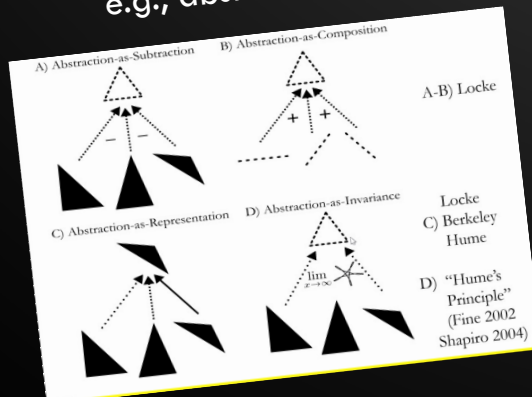 e.g., abs
A) Abstraction-as-Subtraction
B) Abstraction-as-Composition
− −
+ +
A-B) Locke
C) Abstraction-as-Representation
D) Abstraction-as-Invariance
lim
x→∞
Locke
C) Berkeley
Hume
D) “Hume's
Principle”
(Fine 2002
Shapiro 2004)